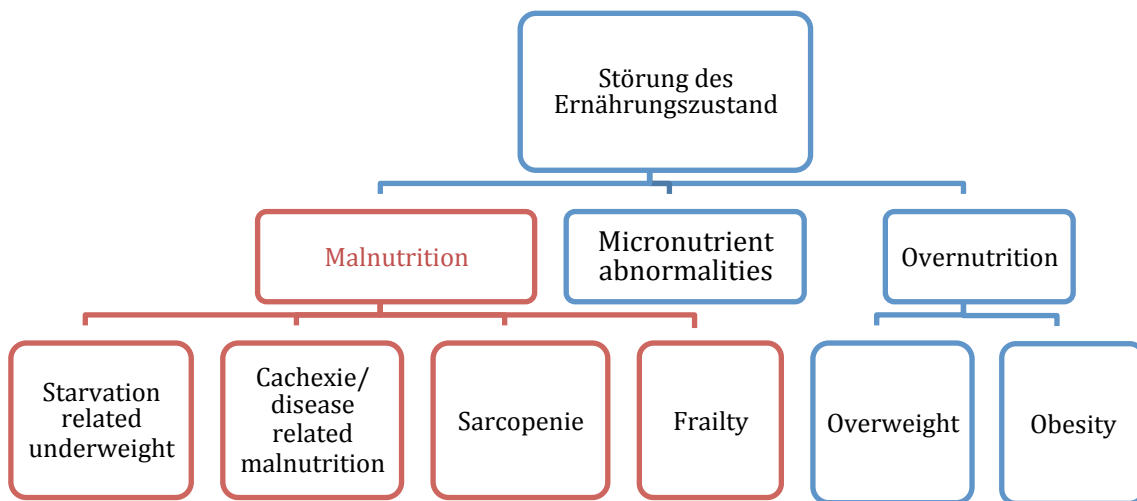 Störung des
Ernährungszustand
Malnutrition
Micronutrient
abnormalities
Overnutrition
Starvation
related
underweight
Cachexie/
disease
related
malnutrition
Sarcopenie
Frailty
Overweight
Obesity